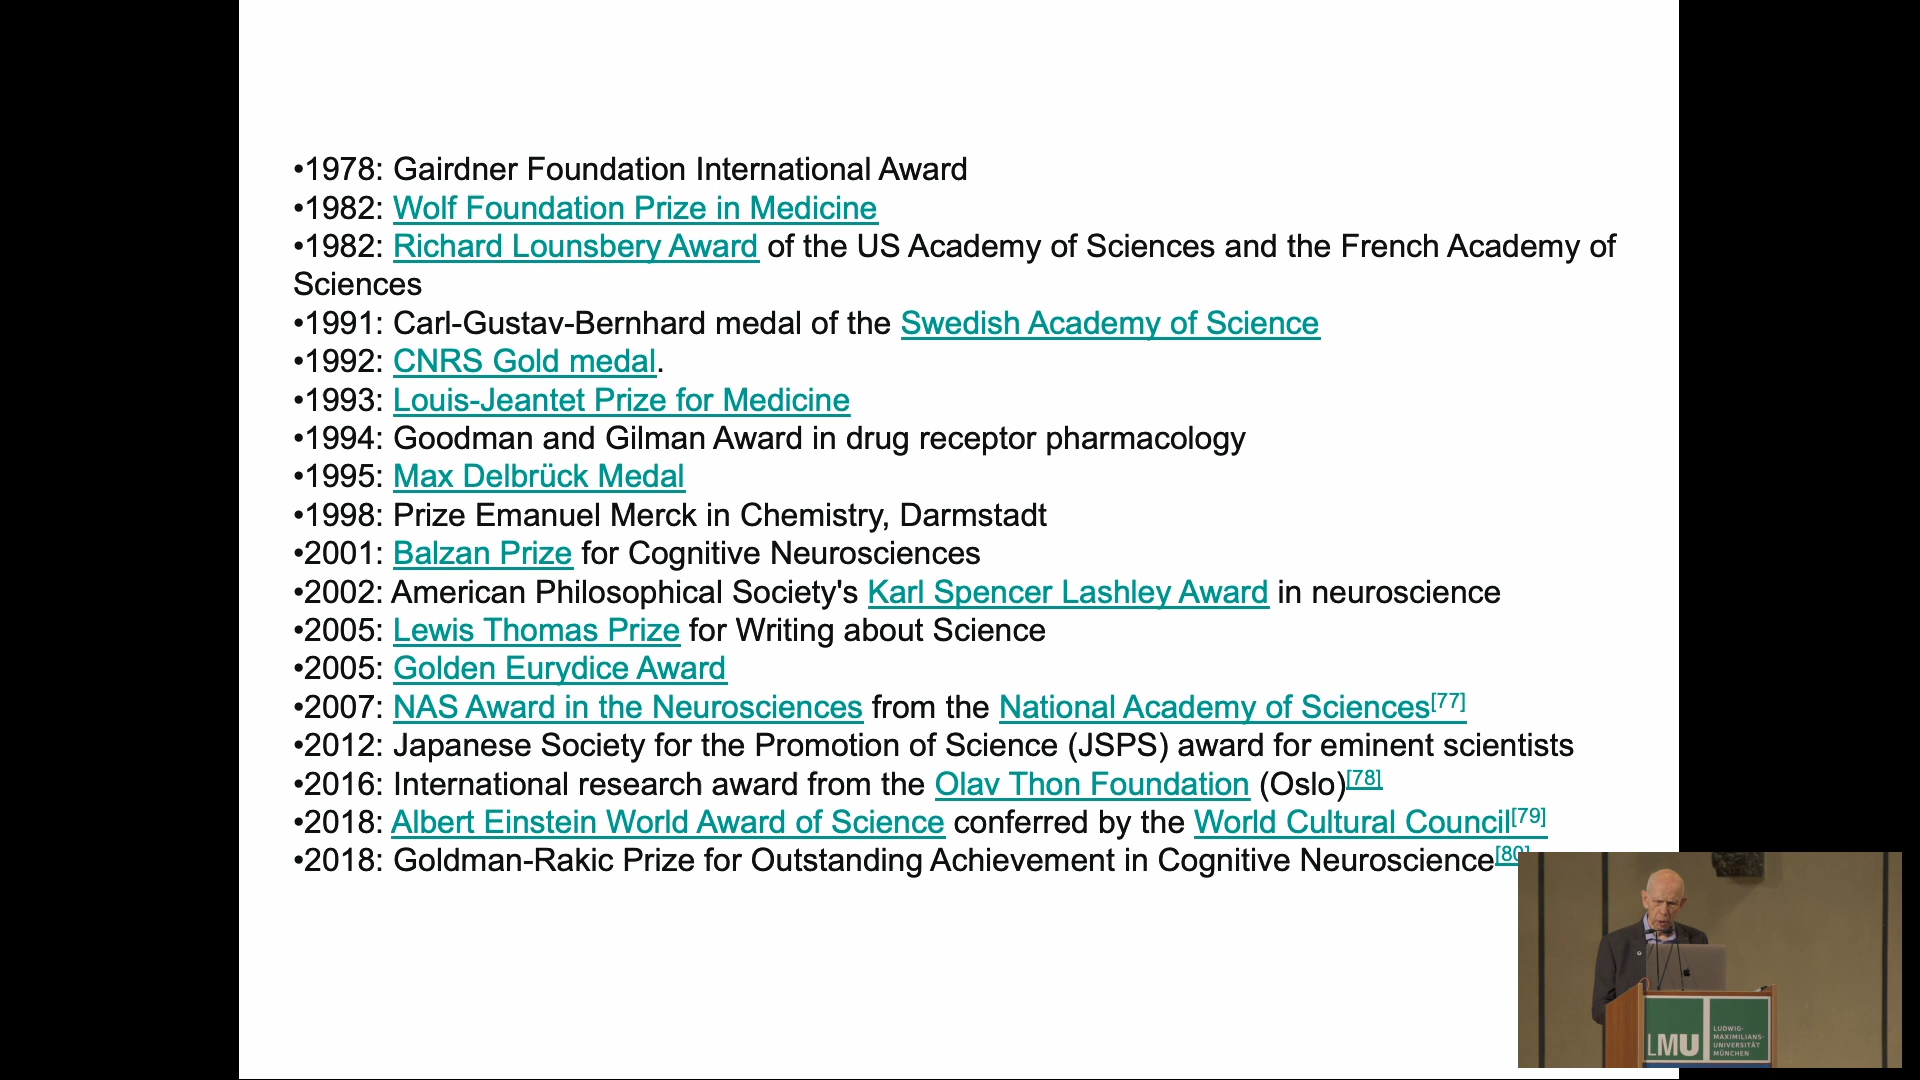 •1978: Gairdner Foundation International Award
•1982: Wolf Foundation Prize in Medicine
•1982: Richard Lounsbery Award of the US Academy of Sciences and the French Academy of
Sciences
•1991: Carl-Gustav-Bernhard medal of the Swedish Academy of Science
•1992: CNRS Gold medal.
•1993: Louis-Jeantet Prize for Medicine
•1994: Goodman and Gilman Award in drug receptor pharmacology
•1995: Max Delbrück Medal
•1998: Prize Emanuel Merck in Chemistry, Darmstadt
•2001: Balzan Prize for Cognitive Neurosciences
•2002: American Philosophical Society's Karl Spencer Lashley Award in neuroscience
•2005: Lewis Thomas Prize for Writing about Science
•2005: Golden Eurydice Award
•2007: NAS Award in the Neurosciences from the National Academy of Sciences[77]
•2012: Japanese Society for the Promotion of Science (JSPS) award for eminent scientists
•2016: International research award from the Olav Thon Foundation (Oslo)[78]
•2018: Albert Einstein World Award of Science conferred by the World Cultural Council[79]
•2018: Goldman-Rakic Prize for Outstanding Achievement in Cognitive Neuroscience[80]
LMU
LUDWIG-
MAXIMILIANS-
UNIVERSITÄT
MÜNCHEN